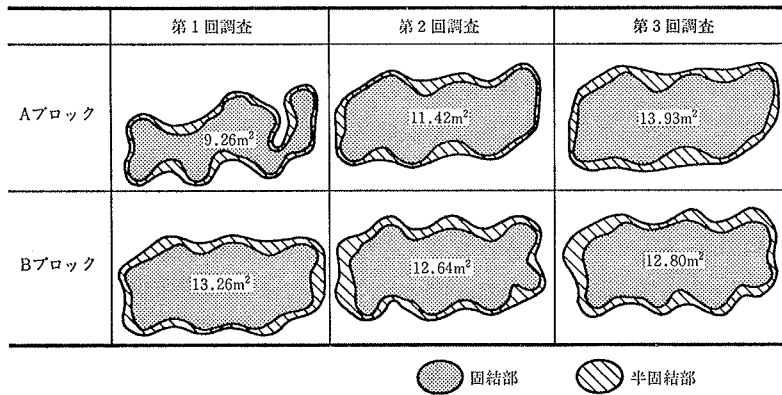 第1回調査 第2回調査 第3回調査
Aブロック 9.26m² 11.42m² 13.93m²
Bブロック 13.26m² 12.64m² 12.80m²
固結部 半固結部